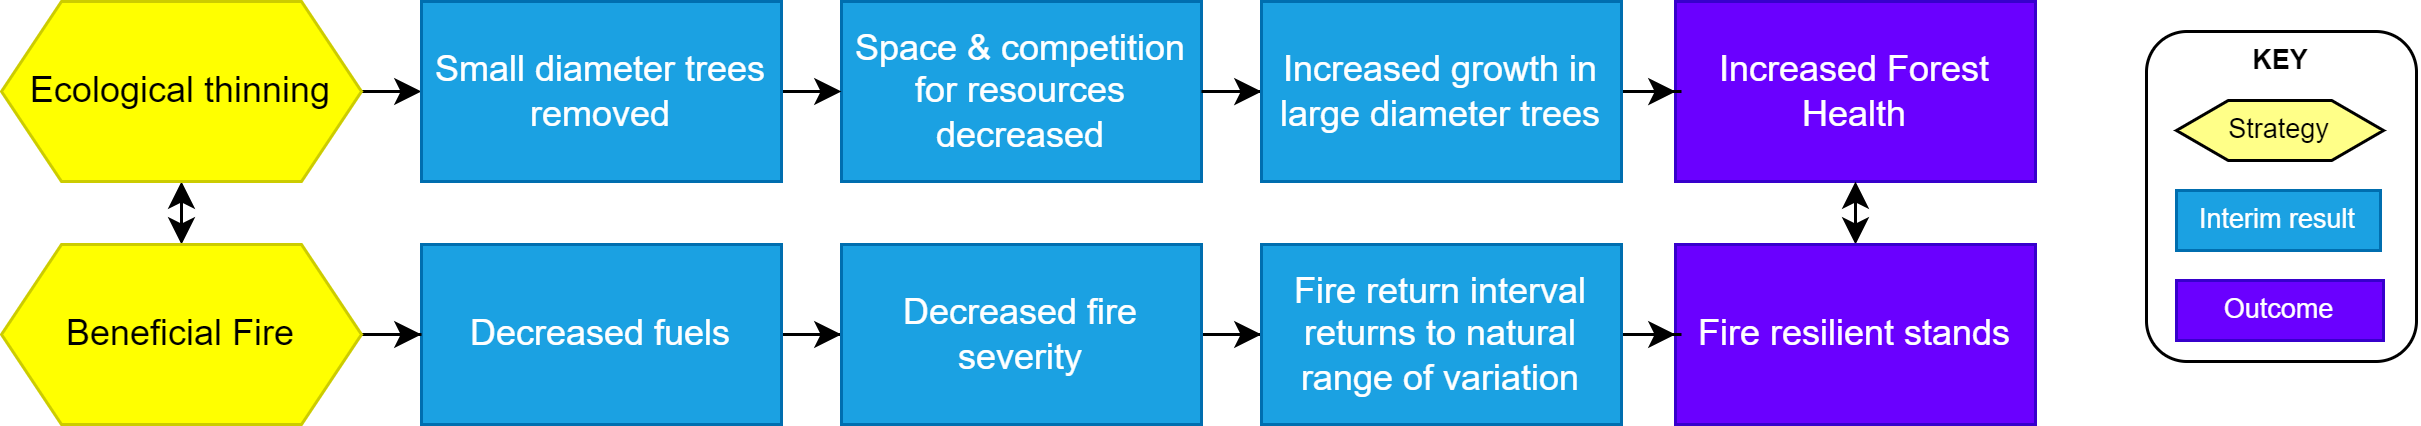 Ecological thinning
Small diameter trees
removed
Space & competition
for resources
decreased
Increased growth in
large diameter trees
Increased Forest
Health
Beneficial Fire
Decreased fuels
Decreased fire
severity
Fire return interval
returns to natural
range of variation
Fire resilient stands
KEY
Strategy
Interim result
Outcome